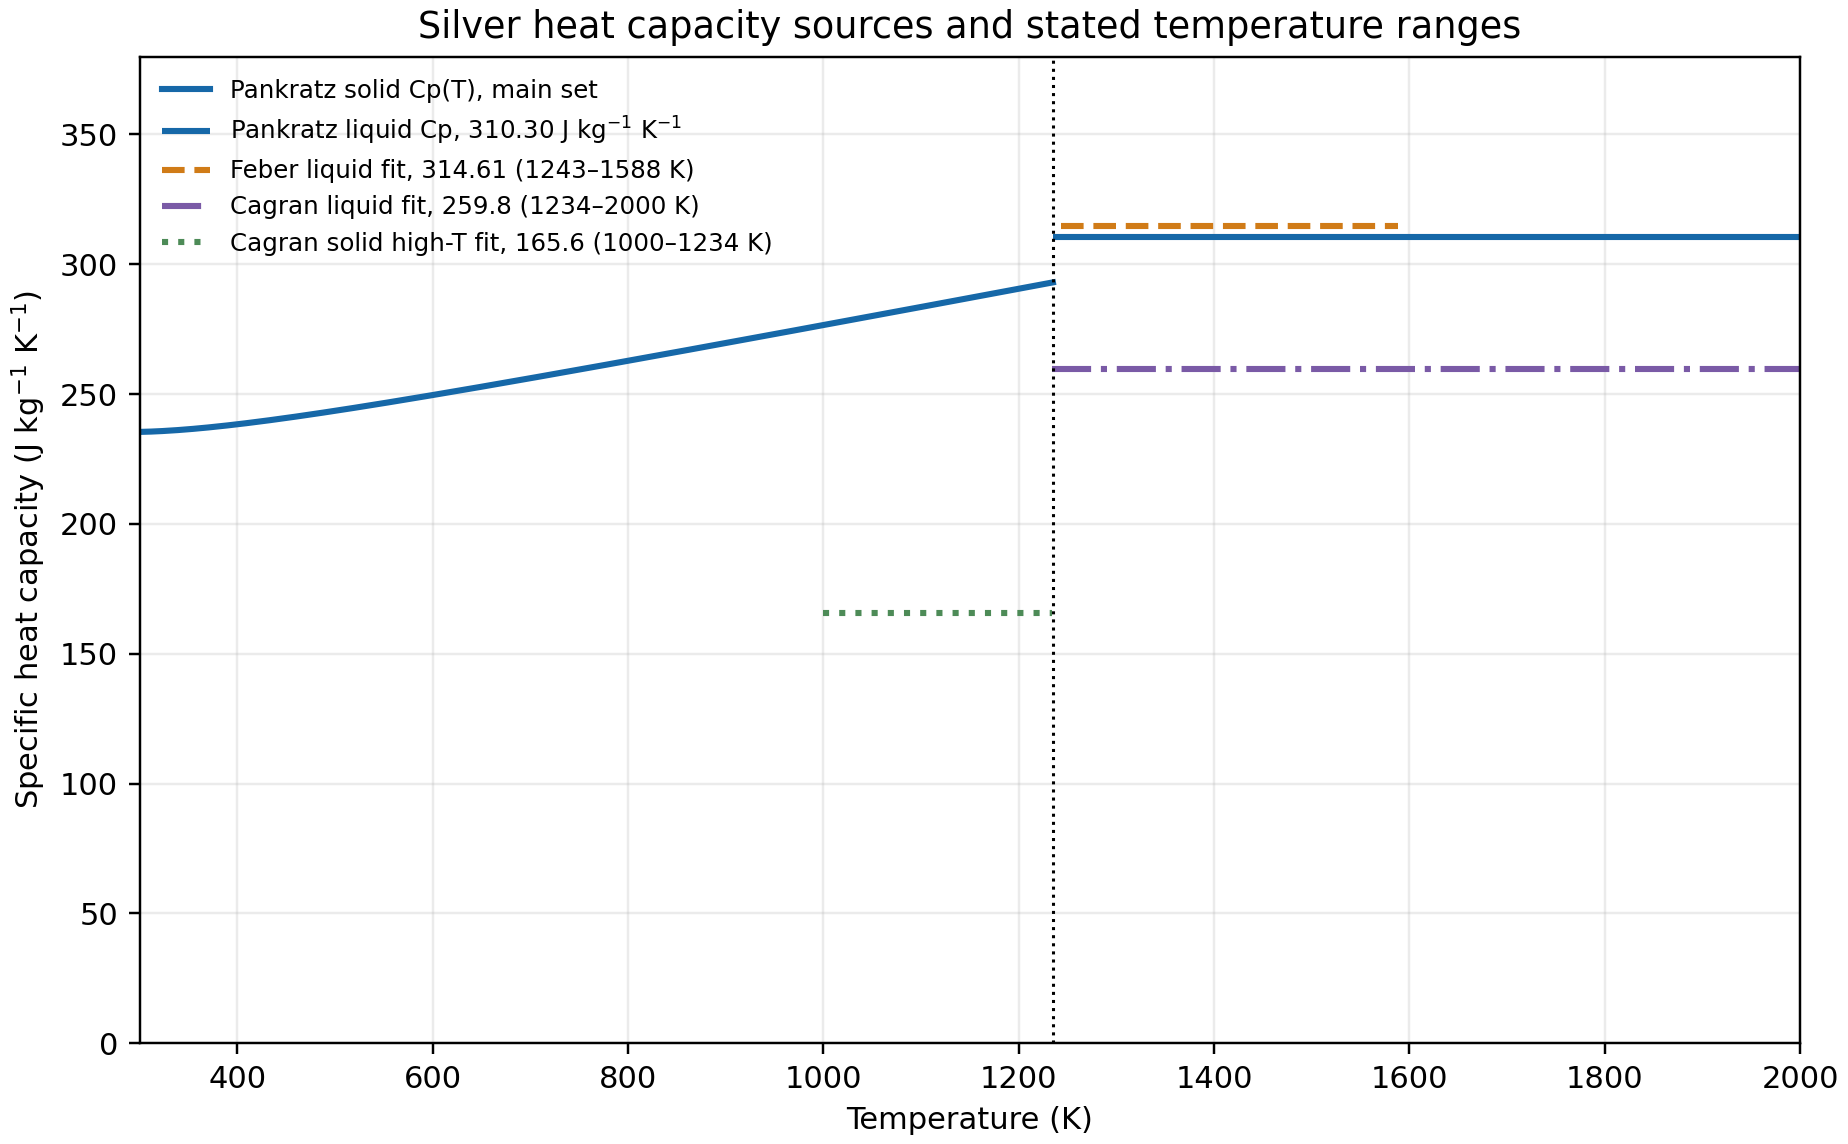 Silver heat capacity sources and stated temperature ranges
Pankratz solid Cp(T), main set
Pankratz liquid Cp, 310.30 J kg⁻¹ K⁻¹
Feber liquid fit, 314.61 (1243–1588 K)
Cagran liquid fit, 259.8 (1234–2000 K)
Cagran solid high-T fit, 165.6 (1000–1234 K)
Specific heat capacity (J kg⁻¹ K⁻¹)
350
300
250
200
150
100
50
0
400 600 800 1000 1200 1400 1600 1800 2000
Temperature (K)